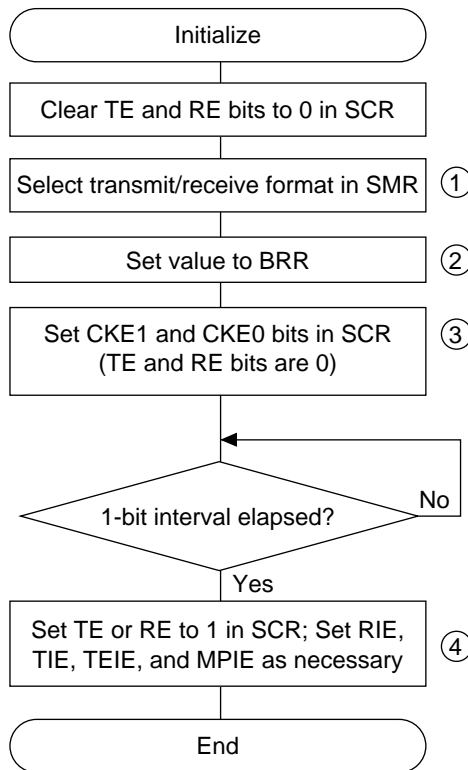 Initialize
Clear TE and RE bits to 0 in SCR
Select transmit/receive format in SMR
1
Set value to BRR
2
Set CKE1 and CKE0 bits in SCR
(TE and RE bits are 0)
3
1-bit interval elapsed?
No
Yes
Set TE or RE to 1 in SCR; Set RIE,
TIE, TEIE, and MPIE as necessary
4
End